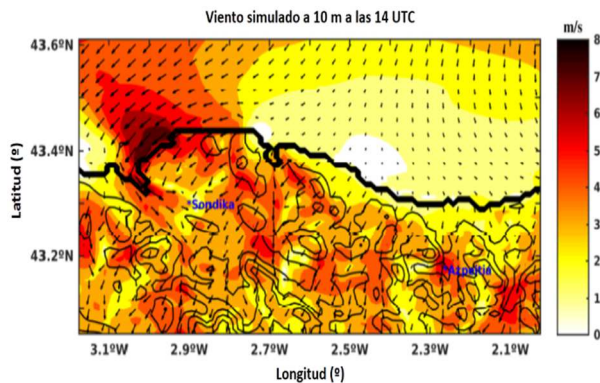 Viento simulado a 10 m a las 14 UTC
m/s
43.6ºN
43.4ºN
43.2ºN
Latitud (º)
Sondika
Azpeitia
8
7
6
5
4
3
2
1
0
3.1ºW 2.9ºW 2.7ºW 2.5ºW 2.3ºW 2.1ºW
Longitud (º)